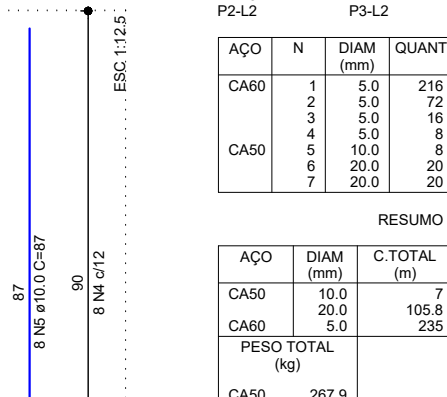 P2-L2 P3-L2
ESC 1:12.5
87
8 N5 ø10.0 C=87
90
8 N4 c/12
AÇO N DIAM QUANT
(mm)
CA60 1 5.0 216
2 5.0 72
3 5.0 16
4 5.0 8
CA50 5 10.0 8
6 20.0 20
7 20.0 20
RESUMO
AÇO DIAM C.TOTAL
(mm) (m)
CA50 10.0 7
20.0 105.8
CA60 5.0 235
PESO TOTAL
(kg)
CA50 267.9